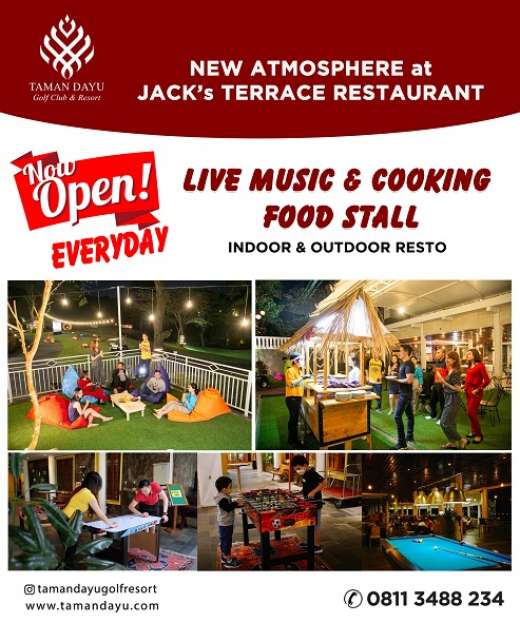 TAMAN DAYU
Golf Club & Resort
NEW ATMOSPHERE at
JACK's TERRACE RESTAURANT
Now
Open!
EVERYDAY
LIVE MUSIC & COOKING
FOOD STALL
INDOOR & OUTDOOR RESTO
tamandayugolfresort
www.tamandayu.com
0811 3488 234